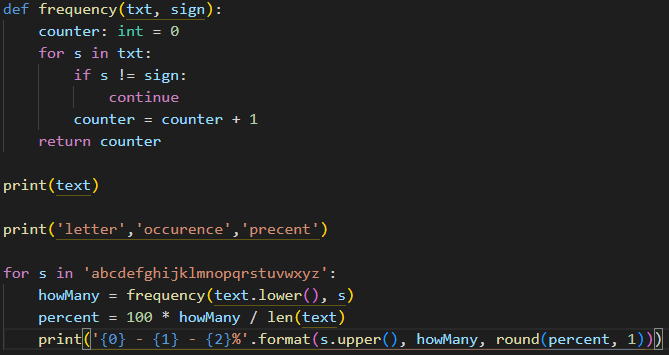 def frequency(txt, sign):
    counter: int = 0
    for s in txt:
        if s != sign:
            continue
        counter = counter + 1
    return counter
print(text)
print('letter','occurence','precent')
for s in 'abcdefghijklmnopqrstuvwxyz':
    howMany = frequency(text.lower(), s)
    percent = 100 * howMany / len(text)
    print('{0} - {1} - {2}%'.format(s.upper(), howMany, round(percent, 1)))